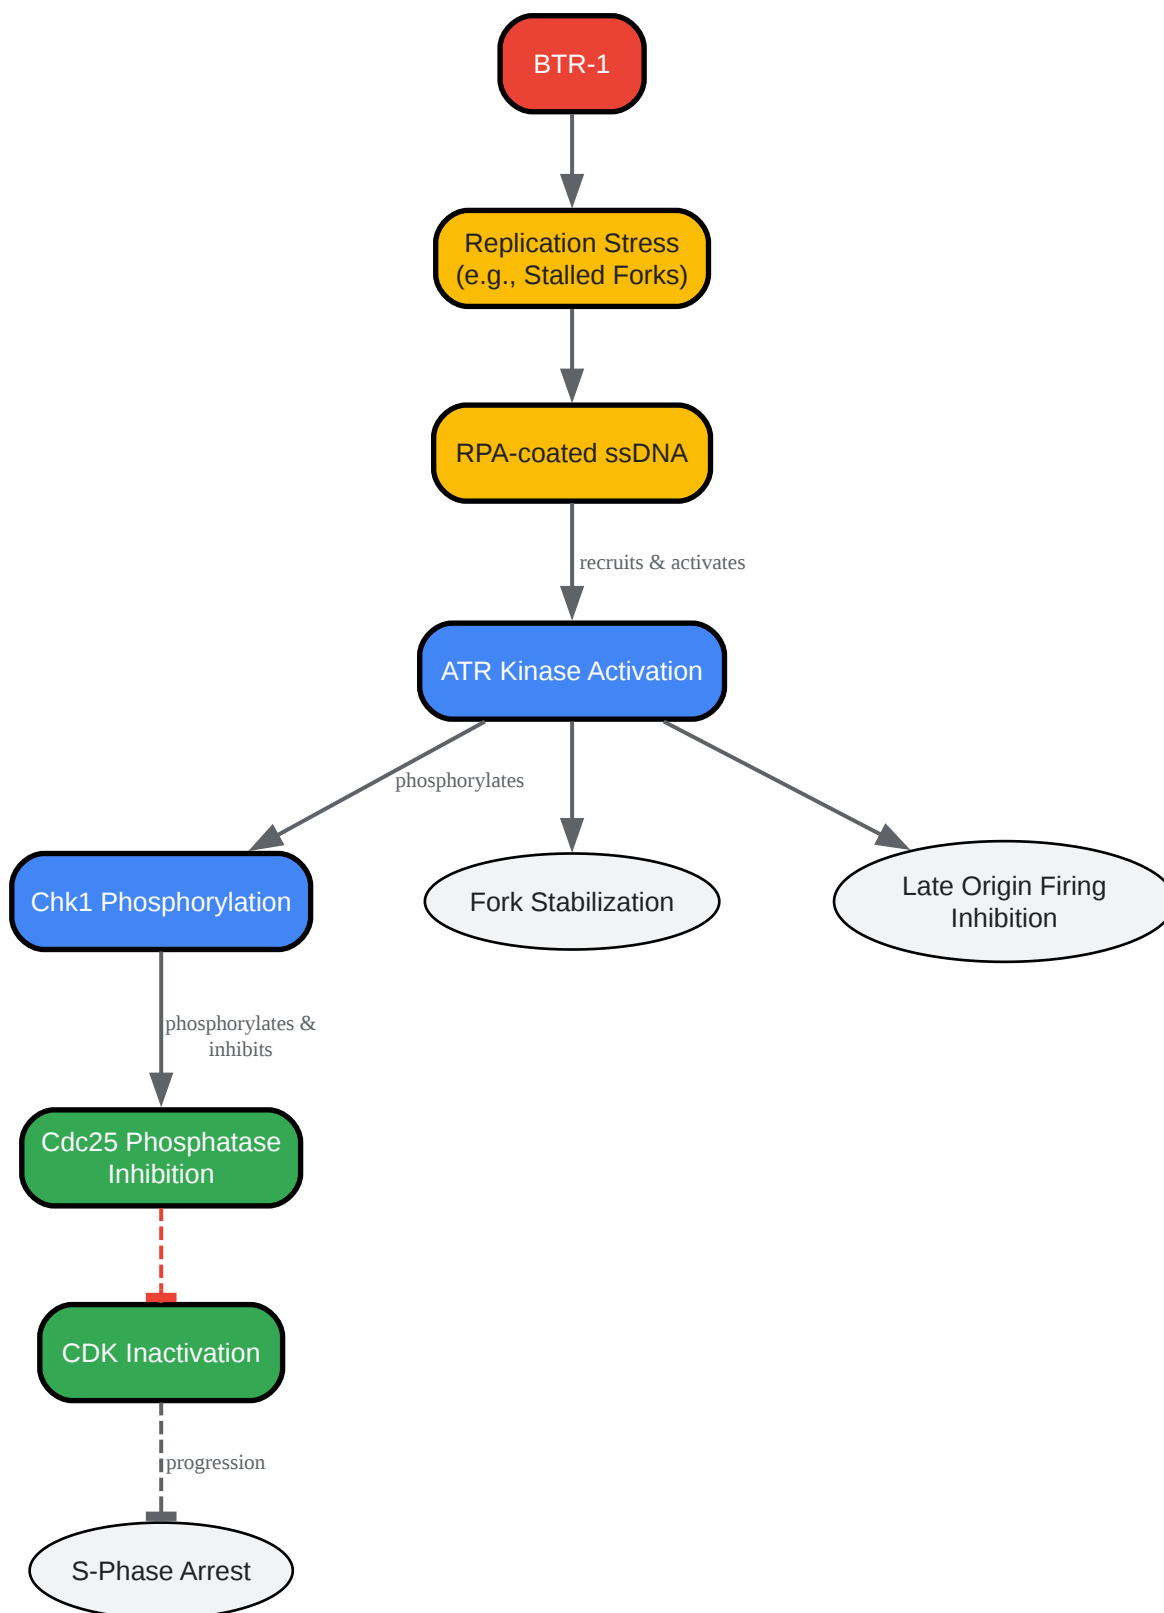 BTR-1
Replication Stress
(e.g., Stalled Forks)
RPA-coated ssDNA
recruits & activates
ATR Kinase Activation
phosphorylates
Chk1 Phosphorylation
Fork Stabilization
Late Origin Firing
Inhibition
phosphorylates &
inhibits
Cdc25 Phosphatase
Inhibition
CDK Inactivation
progression
S-Phase Arrest